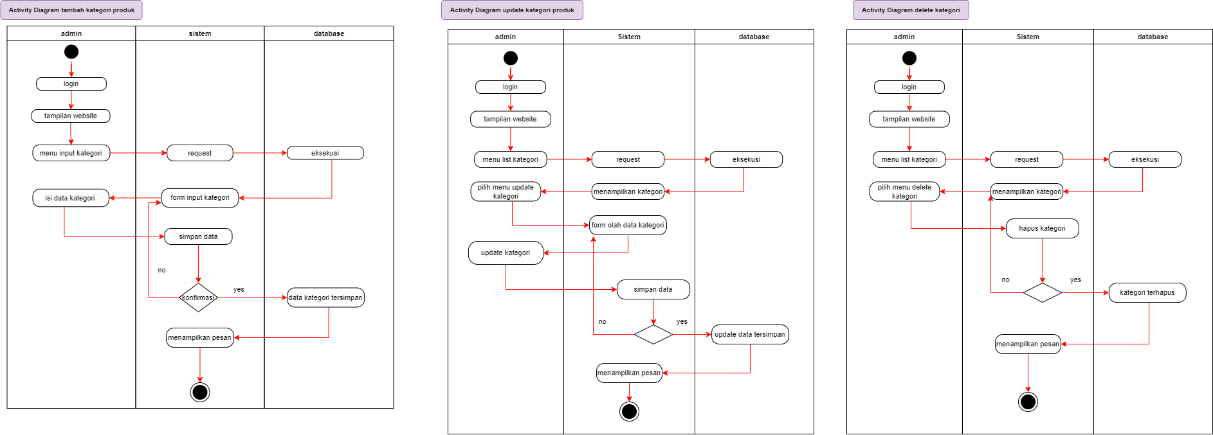 Activity Diagram tambah kategori produk
admin
sistem
database
login
tampilan website
menu input kategori
request
eksekusi
isi data kategori
form input kategori
simpan data
no
konfirmasi
yes
data kategori tersimpan
menampilkan pesan
Activity Diagram update kategori produk
admin
Sistem
database
login
tampilan website
menu list kategori
request
eksekusi
pilih menu update
kategori
menampilkan kategori
form olah data kategori
update kategori
simpan data
no
yes
update data tersimpan
menampilkan pesan
Activity Diagram delete kategori
admin
Sistem
database
login
tampilan website
menu list kategori
request
eksekusi
pilih menu delete
kategori
menampilkan kategori
hapus kategori
no
yes
kategori terhapus
menampilkan pesan